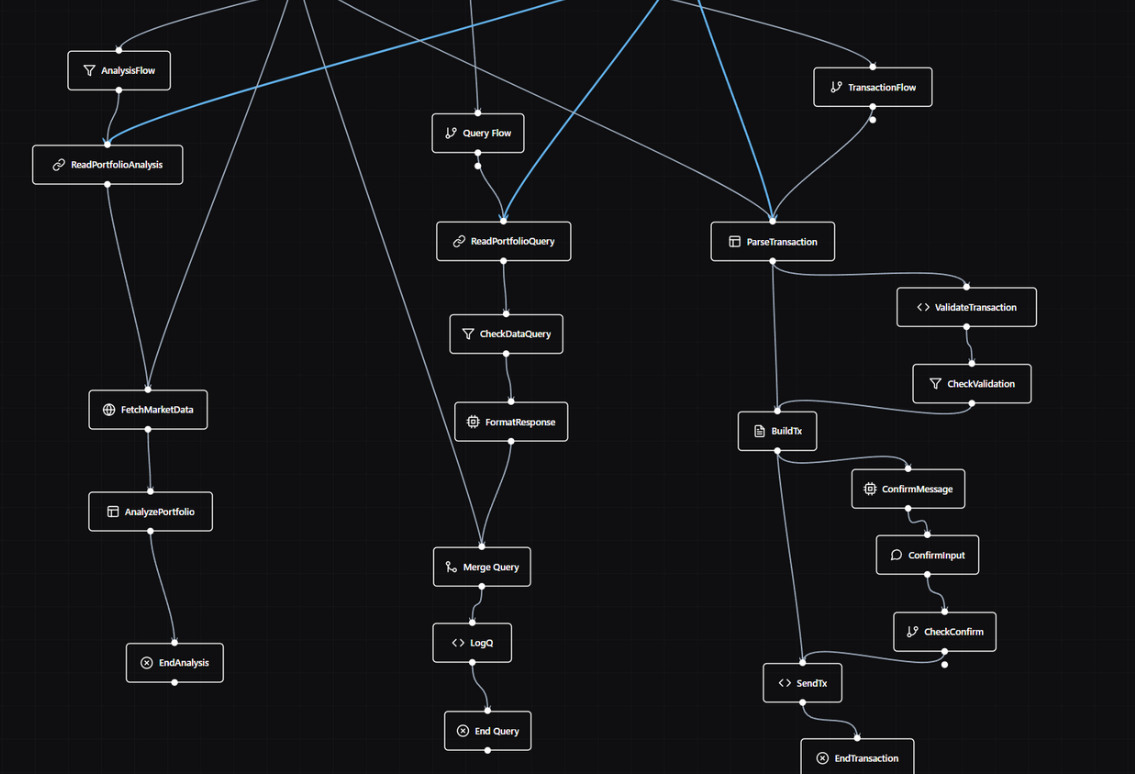 AnalysisFlow
ReadPortfolioAnalysis
FetchMarketData
AnalyzePortfolio
EndAnalysis
Query Flow
ReadPortfolioQuery
CheckDataQuery
FormatResponse
Merge Query
LogQ
End Query
TransactionFlow
ParseTransaction
ValidateTransaction
CheckValidation
BuildTx
ConfirmMessage
ConfirmInput
CheckConfirm
SendTx
EndTransaction